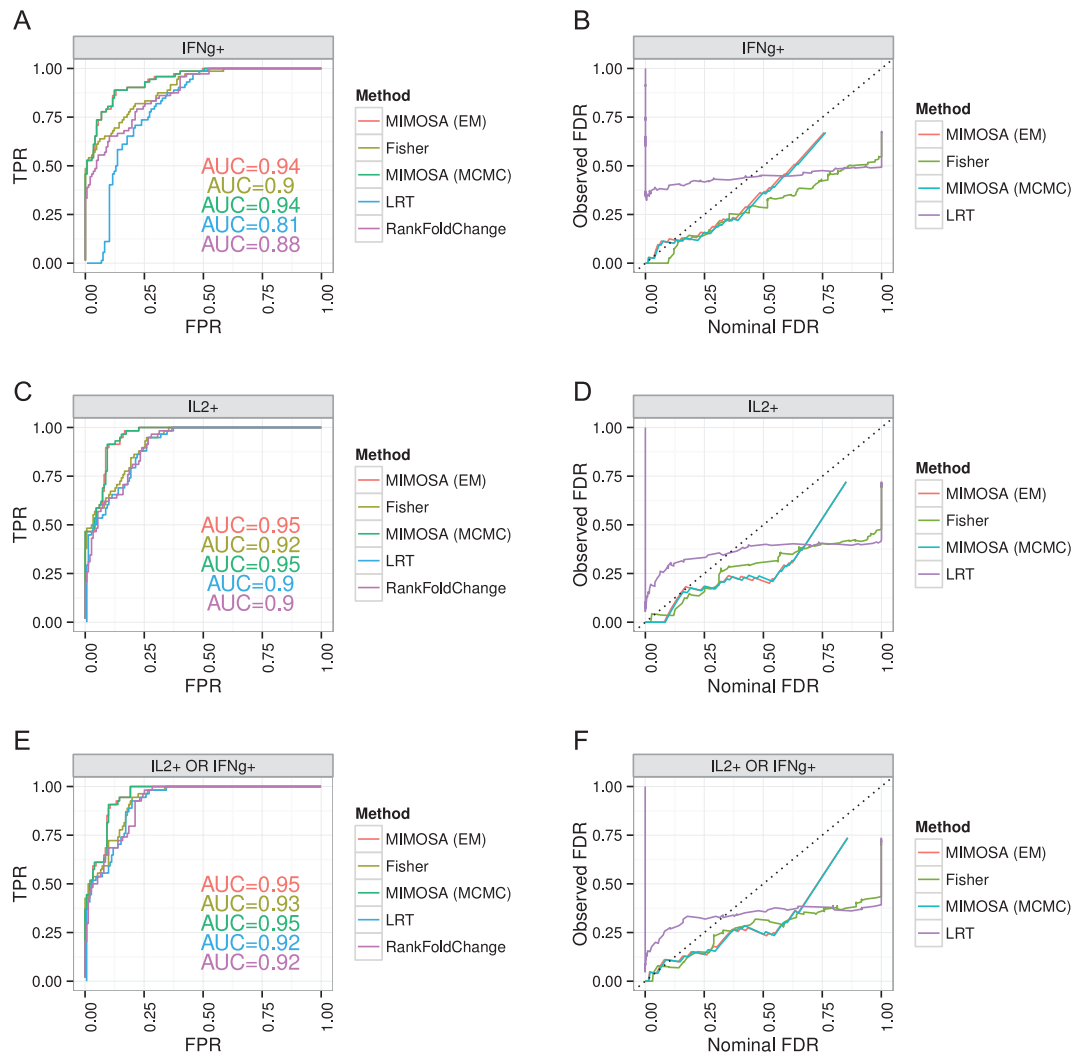 A
IFNg+
1.00
0.75
0.50
0.25
0.00
TPR
0.00
0.25
0.50
0.75
1.00
FPR
AUC=0.94
AUC=0.9
AUC=0.94
AUC=0.81
AUC=0.88
Method
MIMOSA (EM)
Fisher
MIMOSA (MCMC)
LRT
RankFoldChange
B
IFNg+
1.00
0.75
0.50
0.25
0.00
Observed FDR
0.00
0.25
0.50
0.75
1.00
Nominal FDR
Method
MIMOSA (EM)
Fisher
MIMOSA (MCMC)
LRT
C
IL2+
1.00
0.75
0.50
0.25
0.00
TPR
0.00
0.25
0.50
0.75
1.00
FPR
AUC=0.95
AUC=0.92
AUC=0.95
AUC=0.9
AUC=0.9
Method
MIMOSA (EM)
Fisher
MIMOSA (MCMC)
LRT
RankFoldChange
D
IL2+
1.00
0.75
0.50
0.25
0.00
Observed FDR
0.00
0.25
0.50
0.75
1.00
Nominal FDR
Method
MIMOSA (EM)
Fisher
MIMOSA (MCMC)
LRT
E
IL2+ OR IFNg+
1.00
0.75
0.50
0.25
0.00
TPR
0.00
0.25
0.50
0.75
1.00
FPR
AUC=0.95
AUC=0.93
AUC=0.95
AUC=0.92
AUC=0.92
Method
MIMOSA (EM)
Fisher
MIMOSA (MCMC)
LRT
RankFoldChange
F
IL2+ OR IFNg+
1.00
0.75
0.50
0.25
0.00
Observed FDR
0.00
0.25
0.50
0.75
1.00
Nominal FDR
Method
MIMOSA (EM)
Fisher
MIMOSA (MCMC)
LRT